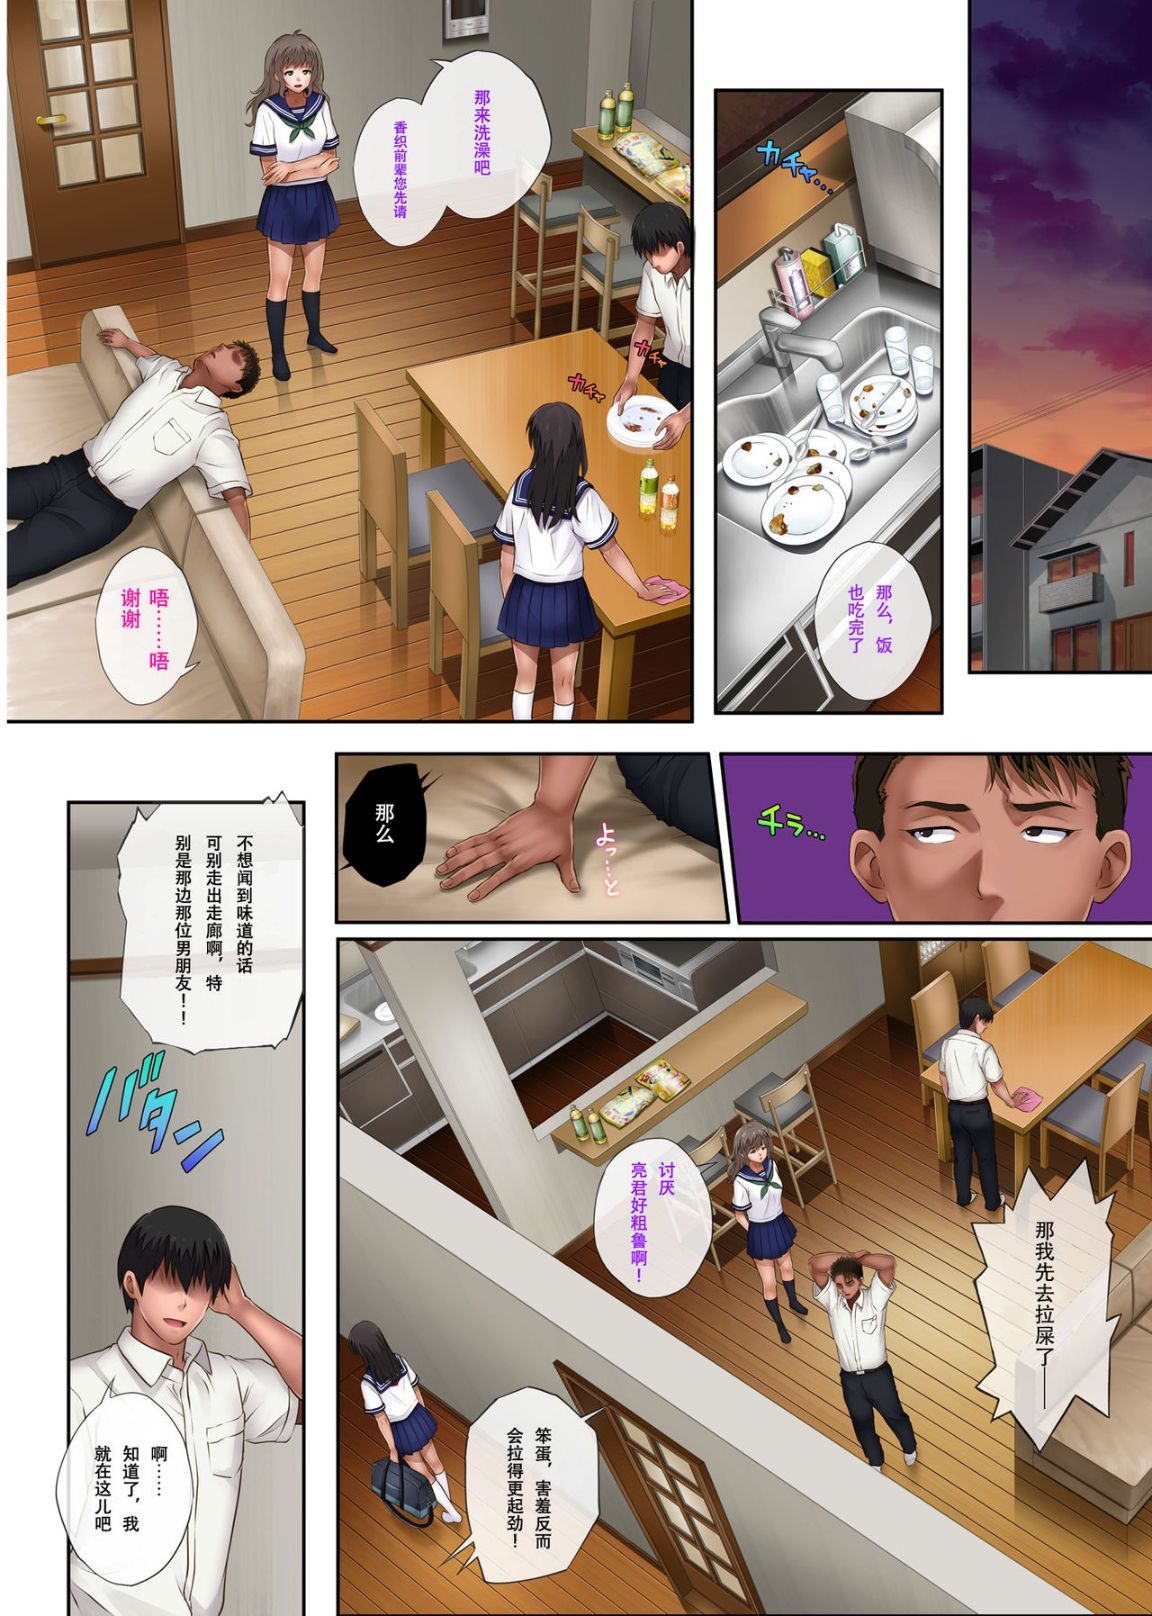 カチャ…
那么，饭
也吃完了
那来洗澡吧
香织前辈您先请
カチャ
カチャ
唔……唔
谢谢
チラ…
よっ…と
那么
那我先去拉屎了——
讨厌
亮君好粗鲁啊！
笨蛋，害羞反而
会拉得更起劲！
不想闻到味道的话
可别走出走廊啊，特
别是那边那位男朋友！！
バタン
啊……
知道了，我
就在这儿吧